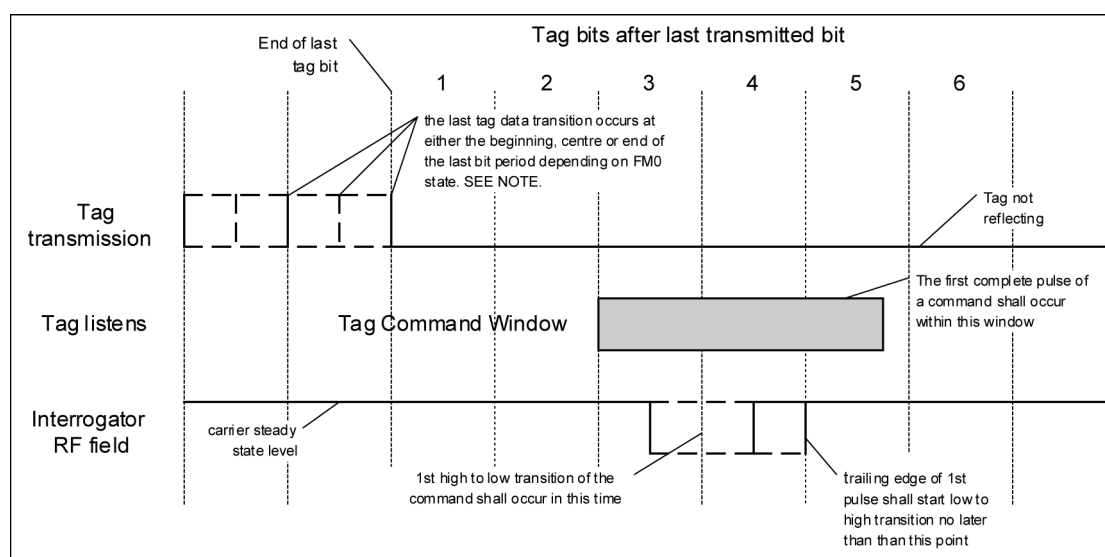 Tag bits after last transmitted bit
End of last
tag bit
1 2 3 4 5 6
the last tag data transition occurs at
either the beginning, centre or end of
the last bit period depending on FM0
state. SEE NOTE.
Tag
transmission
Tag not
reflecting
The first complete pulse of
a command shall occur
within this window
Tag listens
Tag Command Window
Interrogator
RF field
carrier steady
state level
1st high to low transition of the
command shall occur in this time
trailing edge of 1st
pulse shall start low to
high transition no later
than than this point